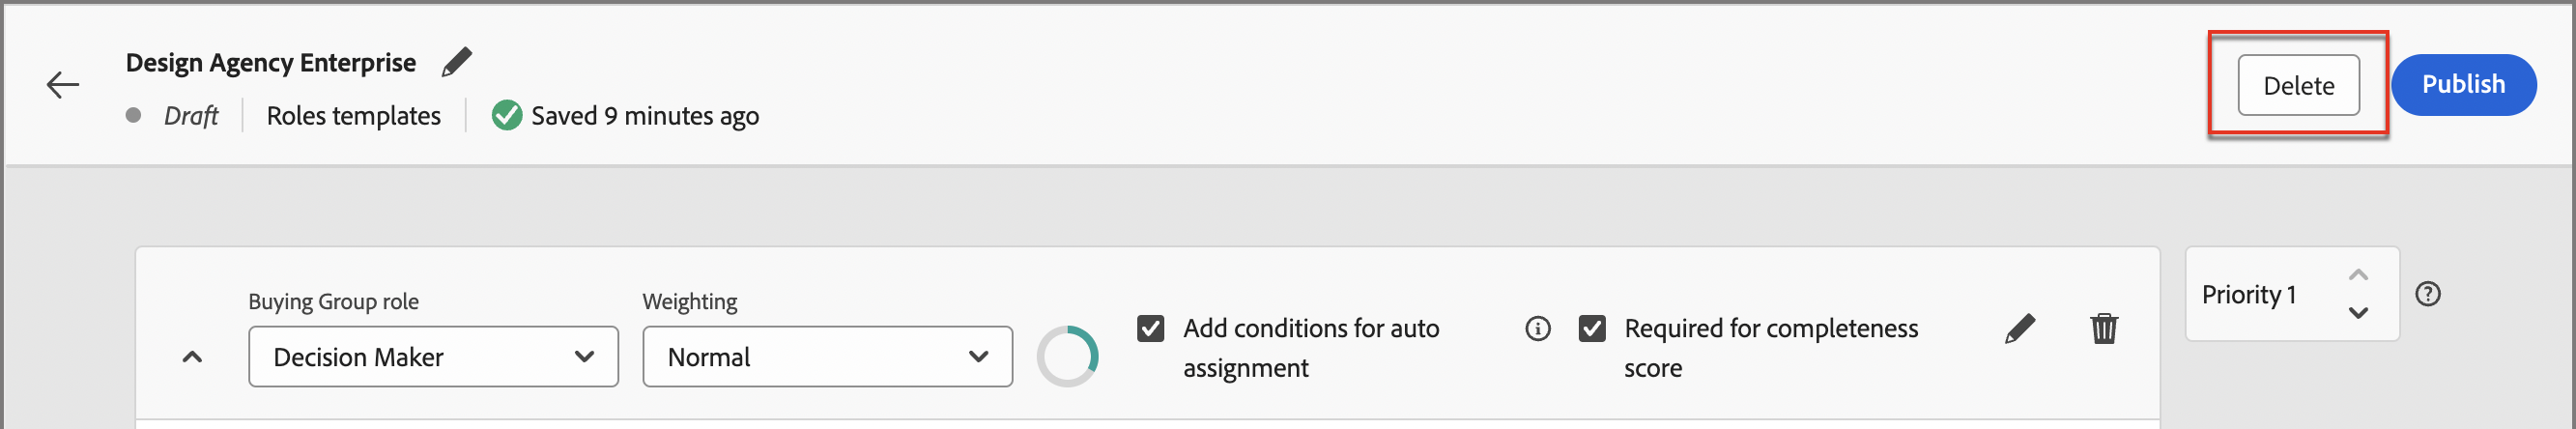 Design Agency Enterprise
Draft
Roles templates
Saved 9 minutes ago
Delete
Publish
Buying Group role
Decision Maker
Weighting
Normal
Add conditions for auto
assignment
Required for completeness
score
Priority 1